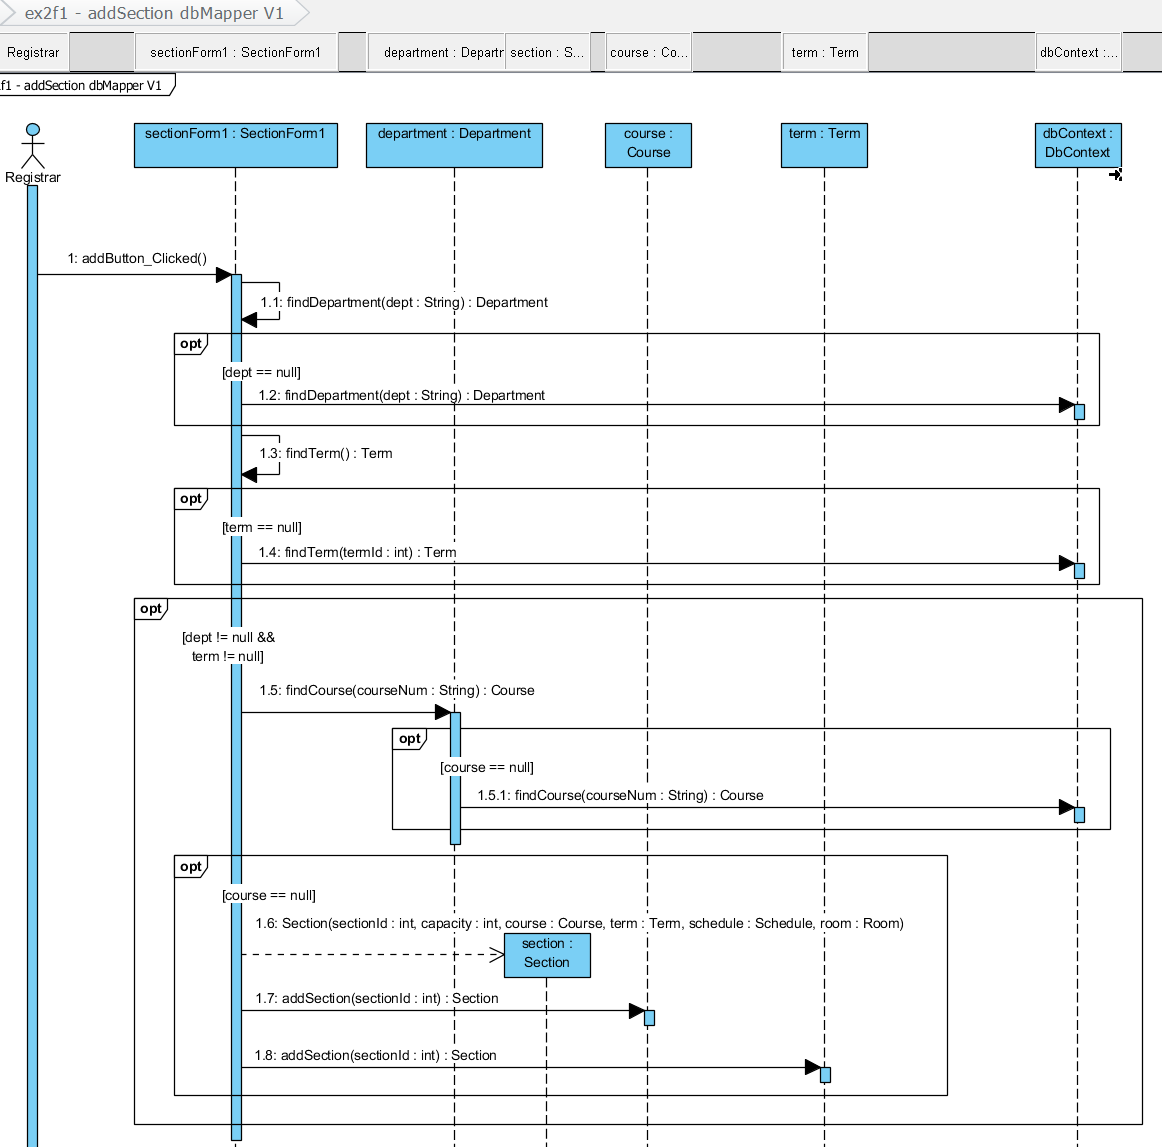 ex2f1 - addSection dbMapper V1
Registrar
sectionForm1 : SectionForm1
department : Departr
section : S...
course : Co...
term : Term
dbContext :...
f1 - addSection dbMapper V1
sectionForm1 : SectionForm1
department : Department
course :
Course
term : Term
dbContext :
DbContext
Registrar
1: addButton_Clicked()
1.1: findDepartment(dept : String) : Department
opt
[dept == null]
1.2: findDepartment(dept : String) : Department
1.3: findTerm() : Term
opt
[term == null]
1.4: findTerm(termId : int) : Term
opt
[dept != null &&
term != null]
1.5: findCourse(courseNum : String) : Course
opt
[course == null]
1.5.1: findCourse(courseNum : String) : Course
opt
[course == null]
1.6: Section(sectionId : int, capacity : int, course : Course, term : Term, schedule : Schedule, room : Room)
section :
Section
1.7: addSection(sectionId : int) : Section
1.8: addSection(sectionId : int) : Section